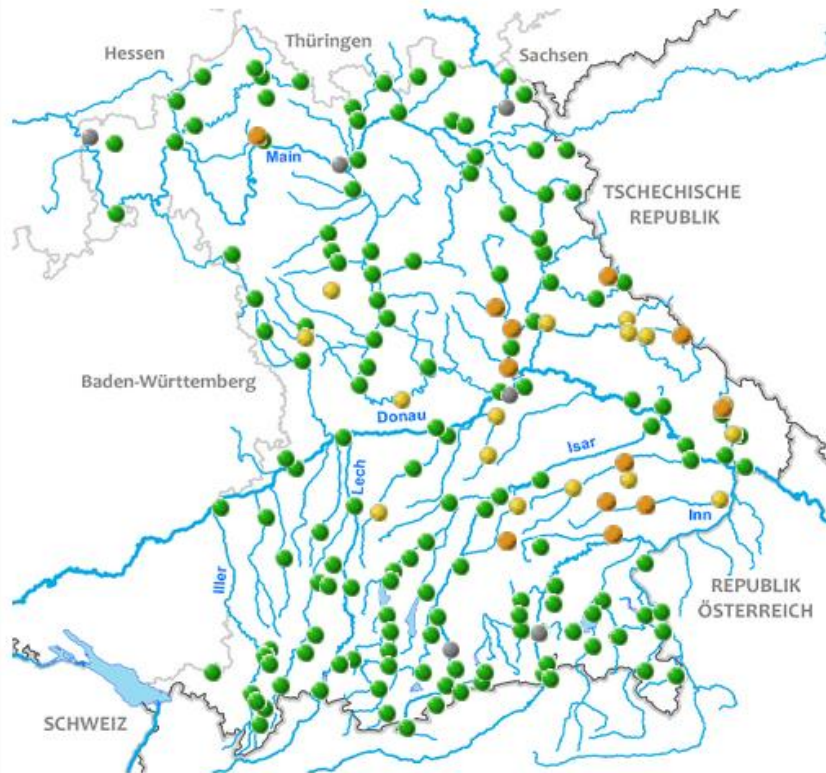 Thüringen
Hessen
Sachsen
Main
TSCHECHISCHE
REPUBLIK
Baden-Württemberg
Donau
Isar
Lech
Inn
Iller
REPUBLIK
ÖSTERREICH
SCHWEIZ